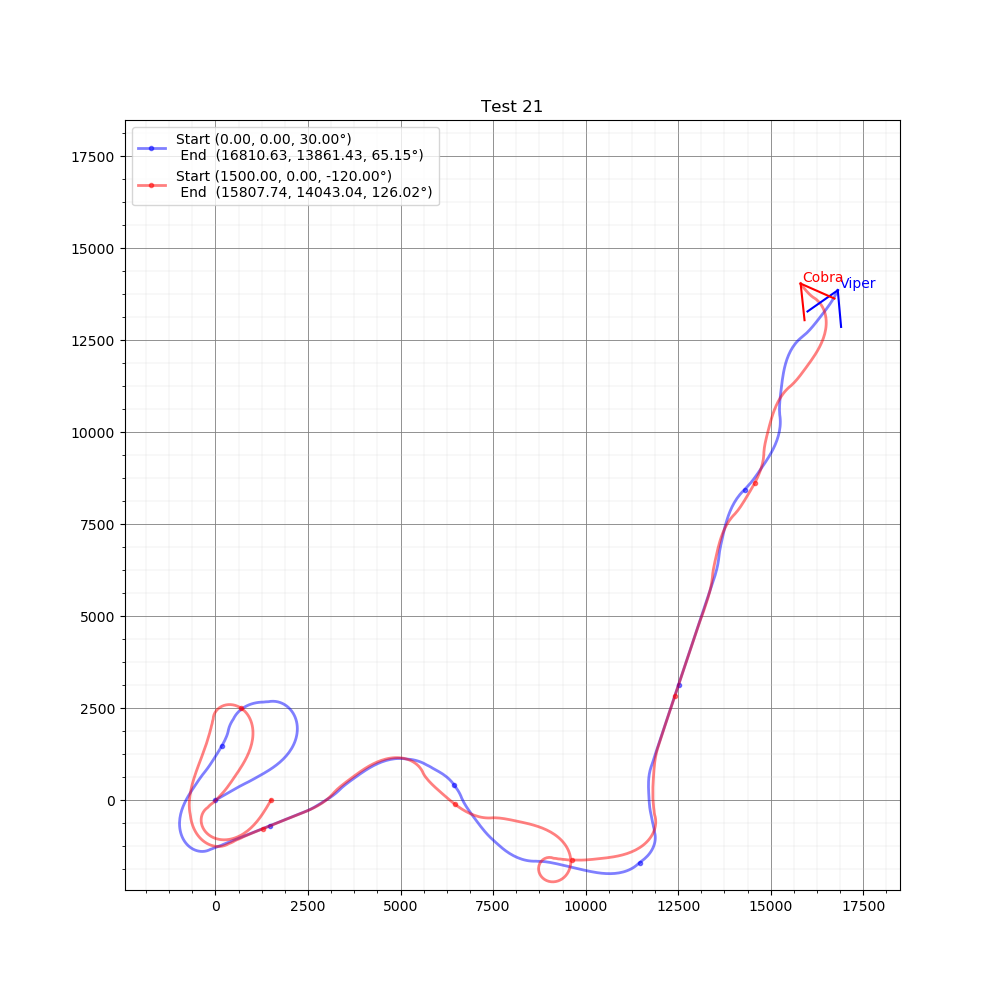 Test 21
Start (0.00, 0.00, 30.00°)
End  (16810.63, 13861.43, 65.15°)
Start (1500.00, 0.00, -120.00°)
End  (15807.74, 14043.04, 126.02°)
17500
15000
Cobra
Viper
12500
10000
7500
5000
2500
0
0 2500 5000 7500 10000 12500 15000 17500